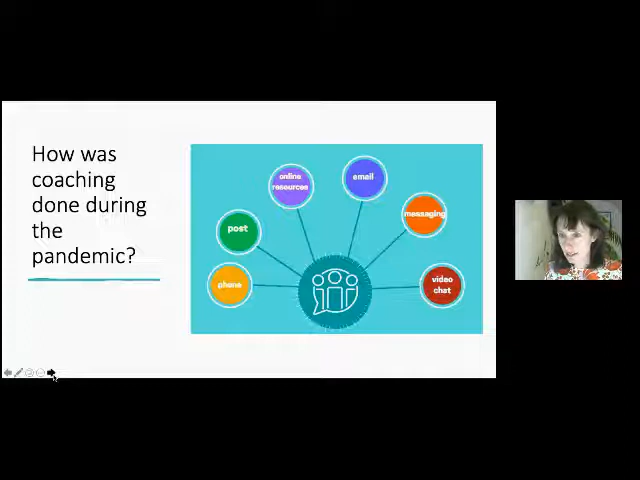 How was
coaching
done during
the
pandemic?
online
resources
email
messaging
post
phone
video
chat